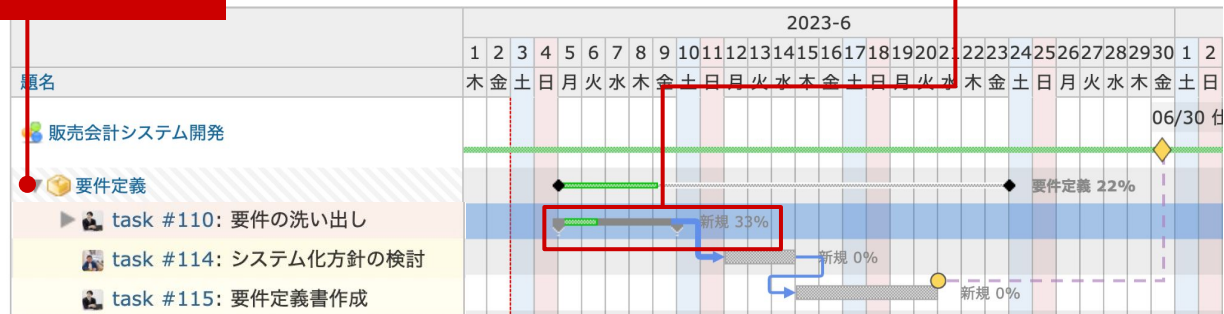 2023-6
1 2 3 4 5 6 7 8 9 10 11 12 13 14 15 16 17 18 19 20 21 22 23 24 25 26 27 28 29 30 1 2
題名 木 金 土 日 月 火 水 木 金 土 日 月 火 水 木 金 土 日 月 火 水 木 金 土 日 月 火 水 木 金 土 日
06/30 仕
販売会計システム開発
要件定義 要件定義 22%
task #110: 要件の洗い出し 新規 33%
task #114: システム化方針の検討 新規 0%
task #115: 要件定義書作成 新規 0%